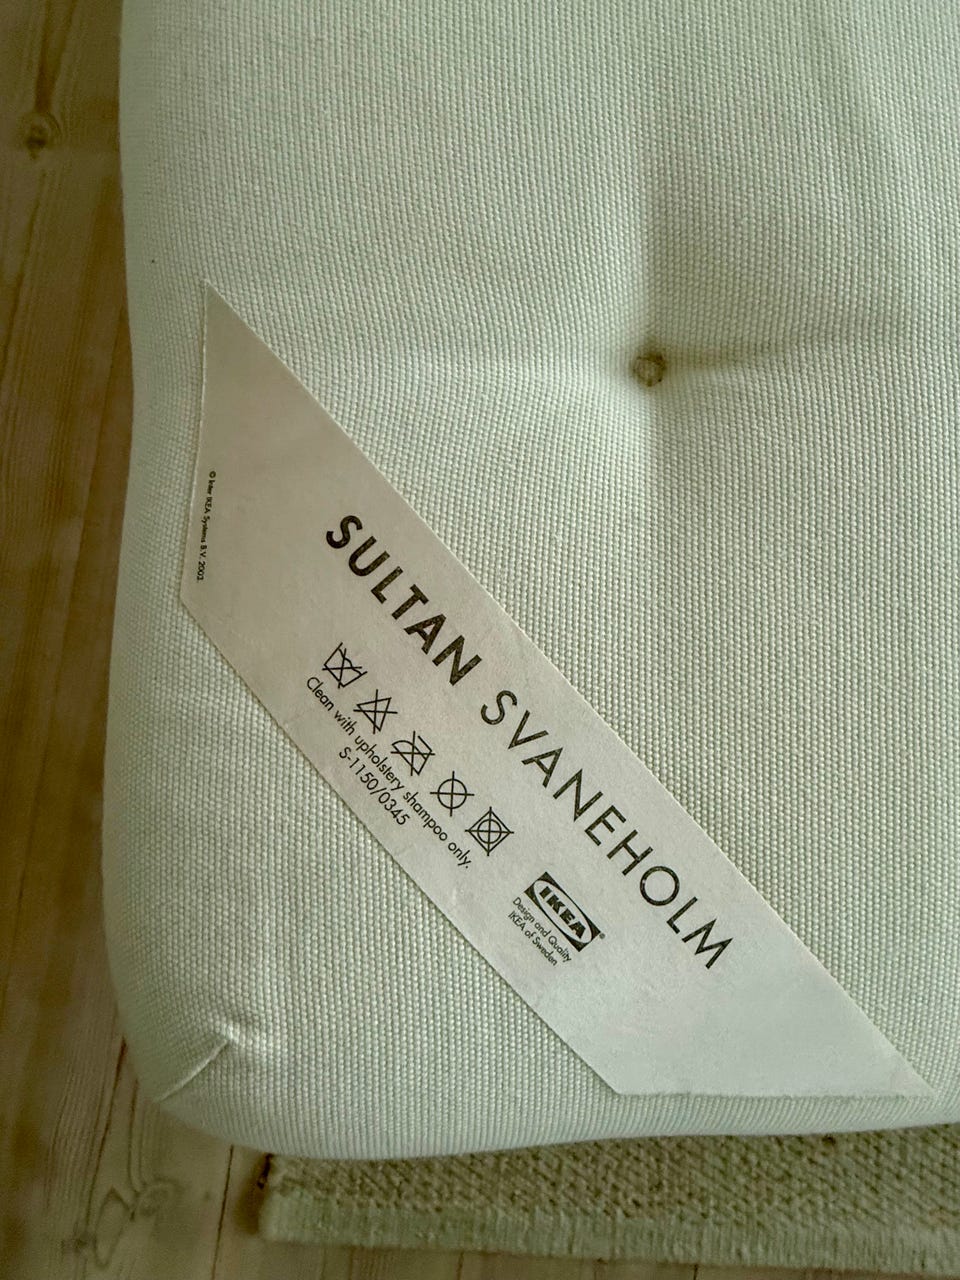 © Inter IKEA Systems B.V. 2002.
SULTAN SVANEHOLM
Clean with upholstery shampoo only.
S-1150/0345
IKEA®
Design and Quality
IKEA of Sweden